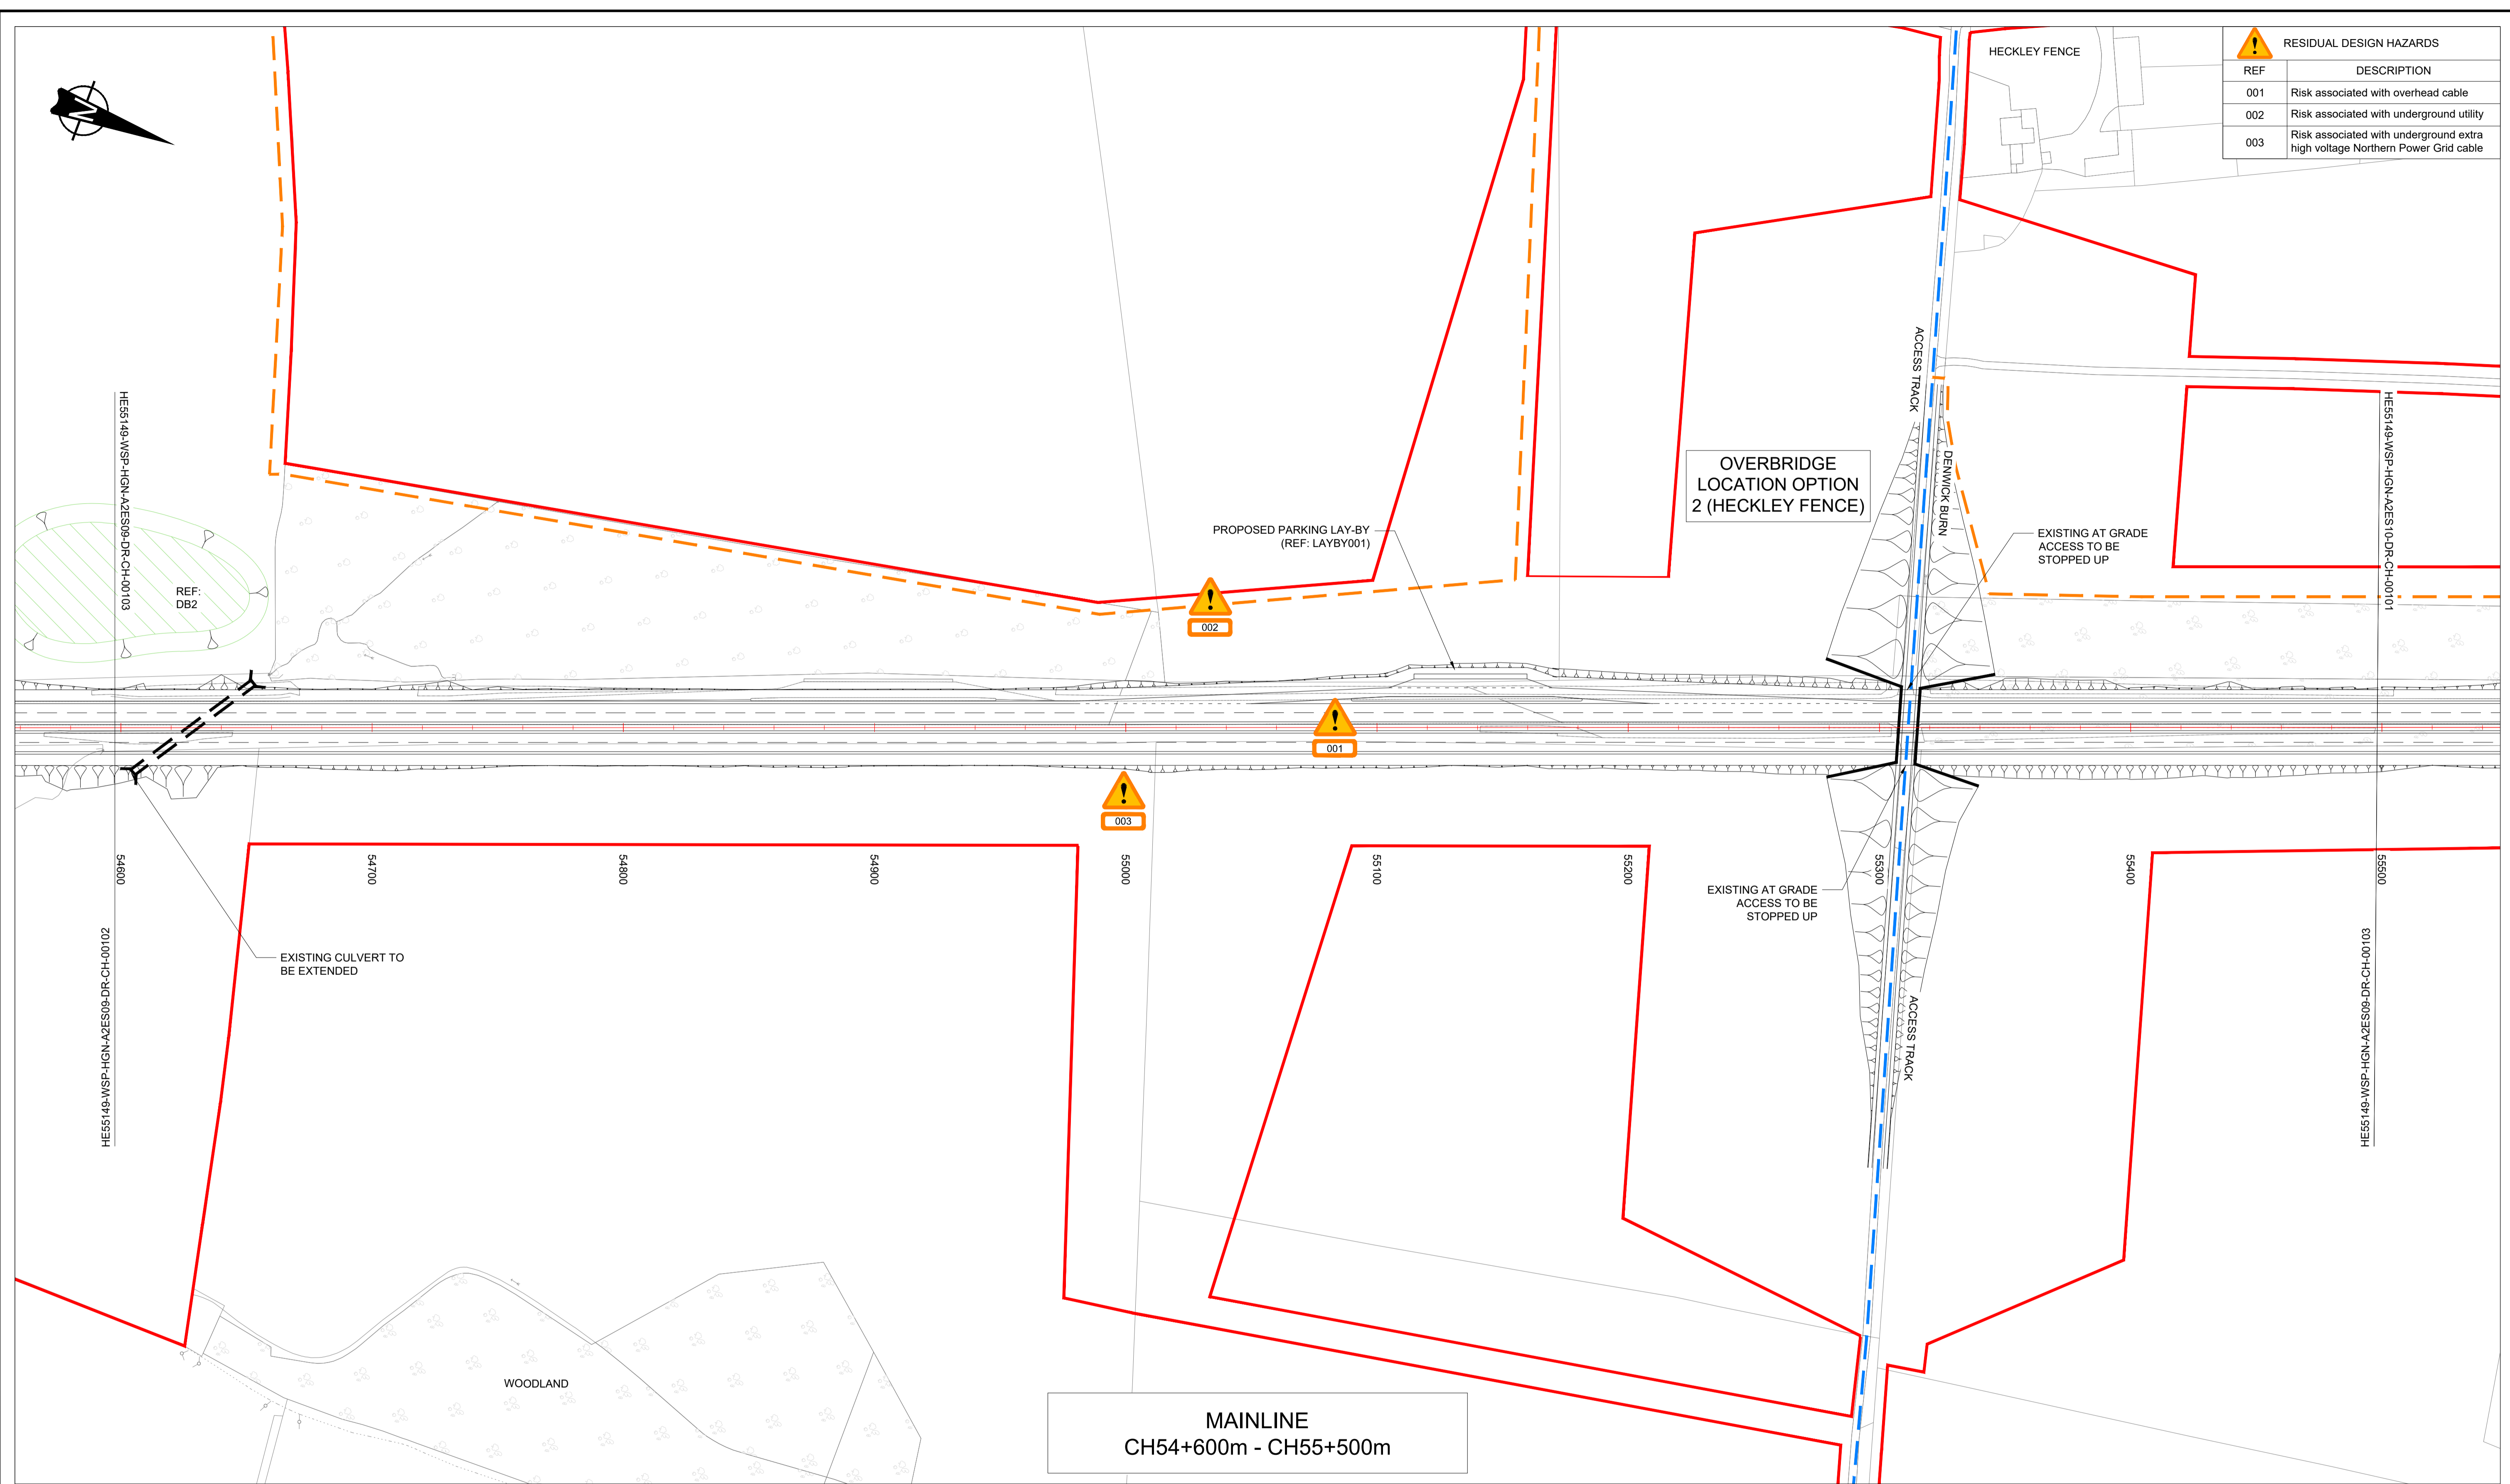 HECKLEY FENCE
RESIDUAL DESIGN HAZARDS
REF DESCRIPTION
001 Risk associated with overhead cable
002 Risk associated with underground utility
003 Risk associated with underground extra
high voltage Northern Power Grid cable
N
HE55149-WSP-HGN-A2ES09-DR-CH-00103
REF:
DB2
PROPOSED PARKING LAY-BY
(REF: LAYBY001)
OVERBRIDGE
LOCATION OPTION
2 (HECKLEY FENCE)
ACCESS TRACK
DENWICK BURN
EXISTING AT GRADE
ACCESS TO BE
STOPPED UP
HE55149-WSP-HGN-A2ES10-DR-CH-00101
002
001
003
54600
54700
54800
54900
55000
55100
55200
55300
55400
55500
EXISTING AT GRADE
ACCESS TO BE
STOPPED UP
EXISTING CULVERT TO
BE EXTENDED
HE55149-WSP-HGN-A2ES09-DR-CH-00102
ACCESS TRACK
HE55149-WSP-HGN-A2ES09-DR-CH-00103
WOODLAND
MAINLINE
CH54+600m - CH55+500m